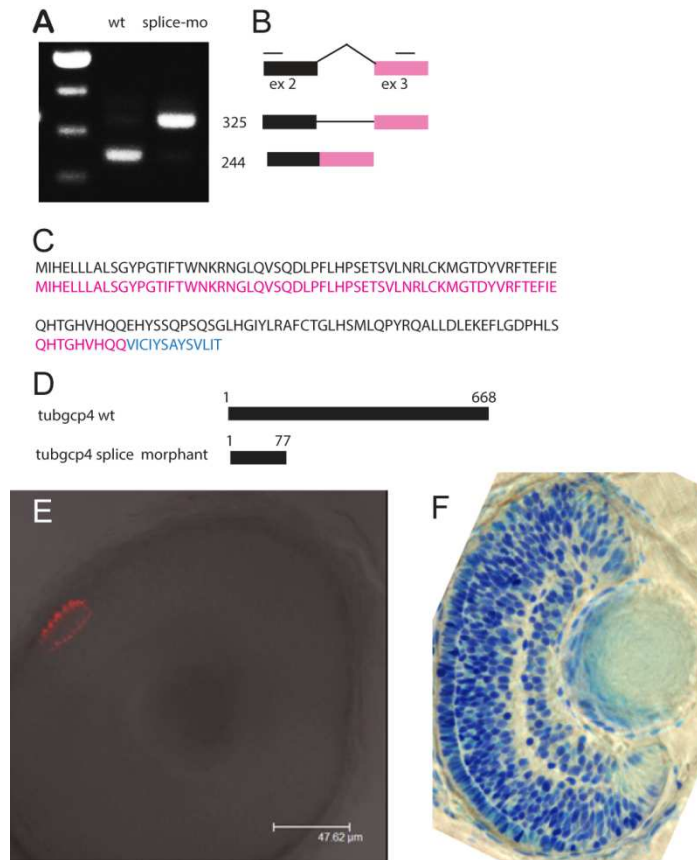 A
wt splice-mo
B
ex 2 ex 3
325
244
C
MIHELLLALSGYPGTIFTWNKRNGLQVSQDLPFLHPSETSVLNRLCKMGTDYVRFTEFIE
MIHELLLALSGYPGTIFTWNKRNGLQVSQDLPFLHPSETSVLNRLCKMGTDYVRFTEFIE
QHTGHVHQQEHYSSQPSQSGLHGIYLRAFCTGLHSMLQPYRQALLDLEKEFLGDPHLS
QHTGHVHQQVICIYSAYSVLIT
D
1 668
tubgcp4 wt
1 77
tubgcp4 splice morphant
E
F
47.62 µm